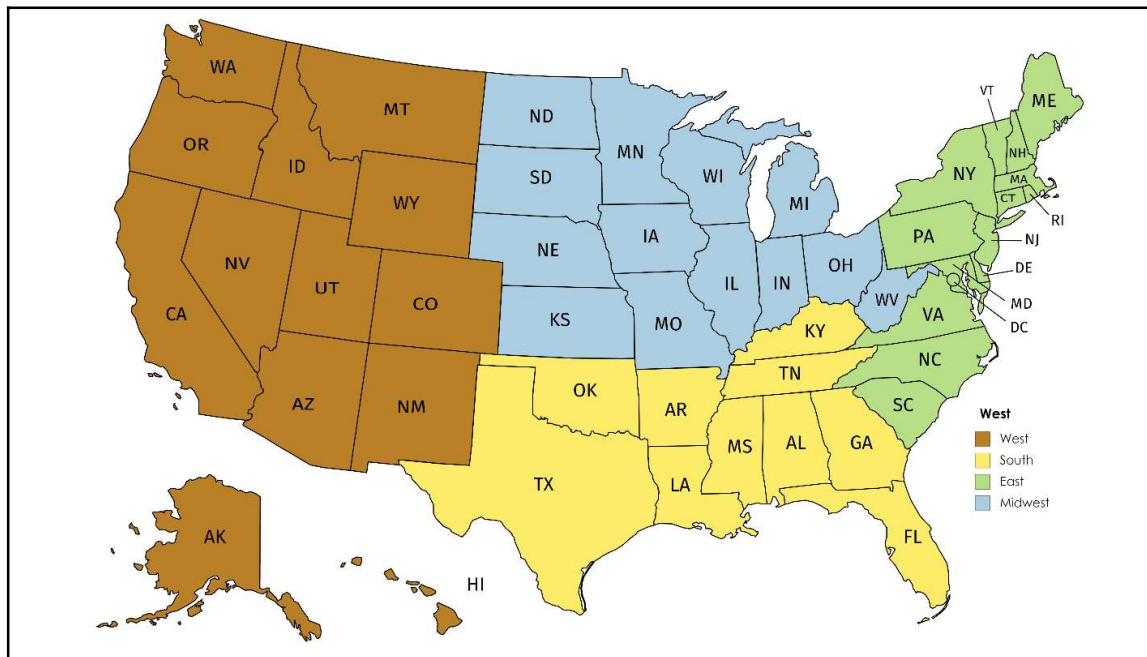 WA
MT
ND
MN
OR
ID
SD
WI
WY
MI
VT
ME
NH
NY
MA
CT
RI
NE
IA
PA
NJ
NV
UT
CO
IL
IN
OH
DE
CA
KS
MO
WV
MD
VA
DC
KY
NC
AZ
NM
OK
TN
AR
SC
MS
AL
GA
TX
LA
FL
West
West
South
East
Midwest
AK
HI